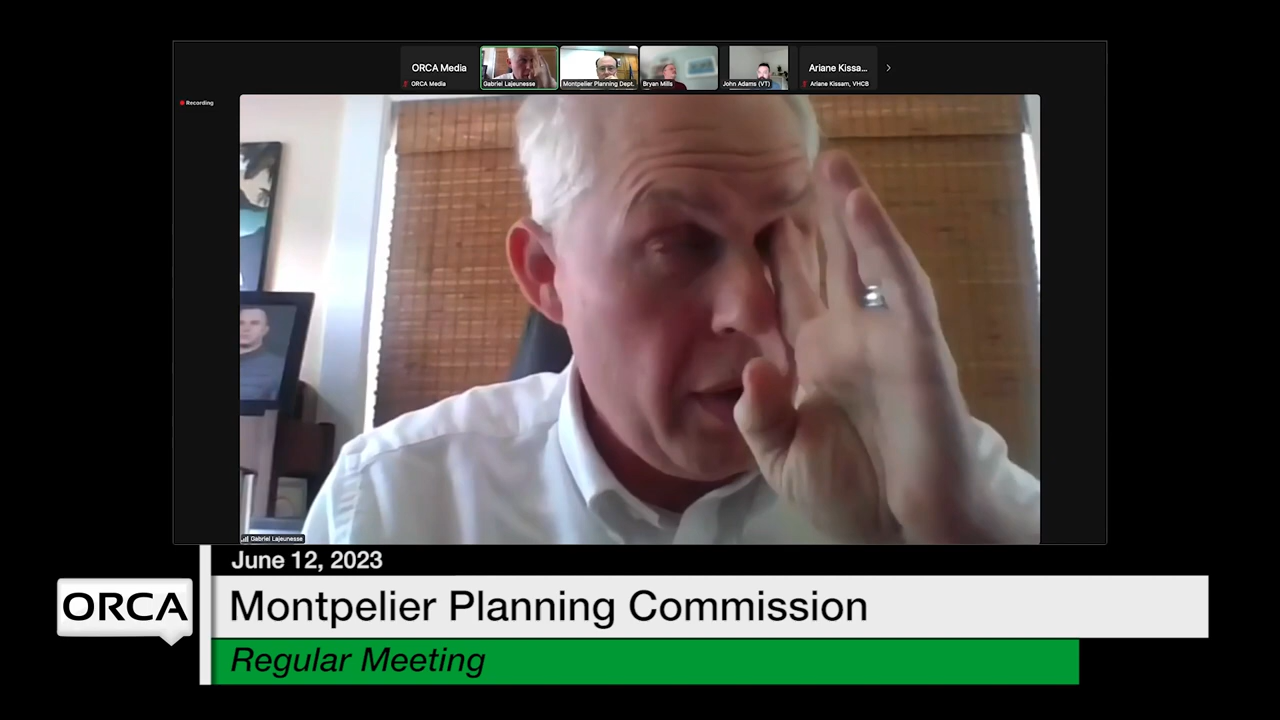 ORCA Media
Ariane Kissa...
ORCA Media
Gabriel Lajeunesse
Montpelier Planning Dept.
Bryan Mills
John Adams (VT)
Ariane Kissam, VHCB
Recording
Gabriel Lajeunesse
June 12, 2023
ORCA
Montpelier Planning Commission
Regular Meeting